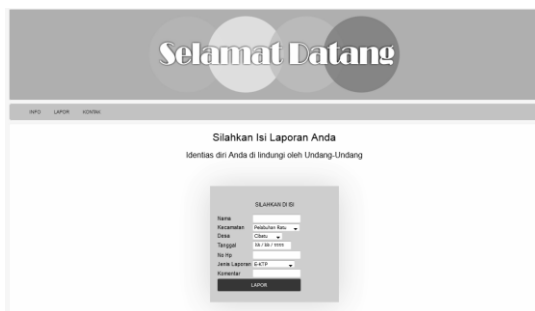 Selamat Datang
INFO LAPOR KONTAK
Silahkan Isi Laporan Anda
Identias diri Anda di lindungi oleh Undang-Undang
SILAHKAN DI ISI
Nama
Kecamatan Pelabuhan Ratu
Desa Cibatu
Tanggal hh / bb / tttt
No Hp
Jenis Laporan E-KTP
Komentar
LAPOR